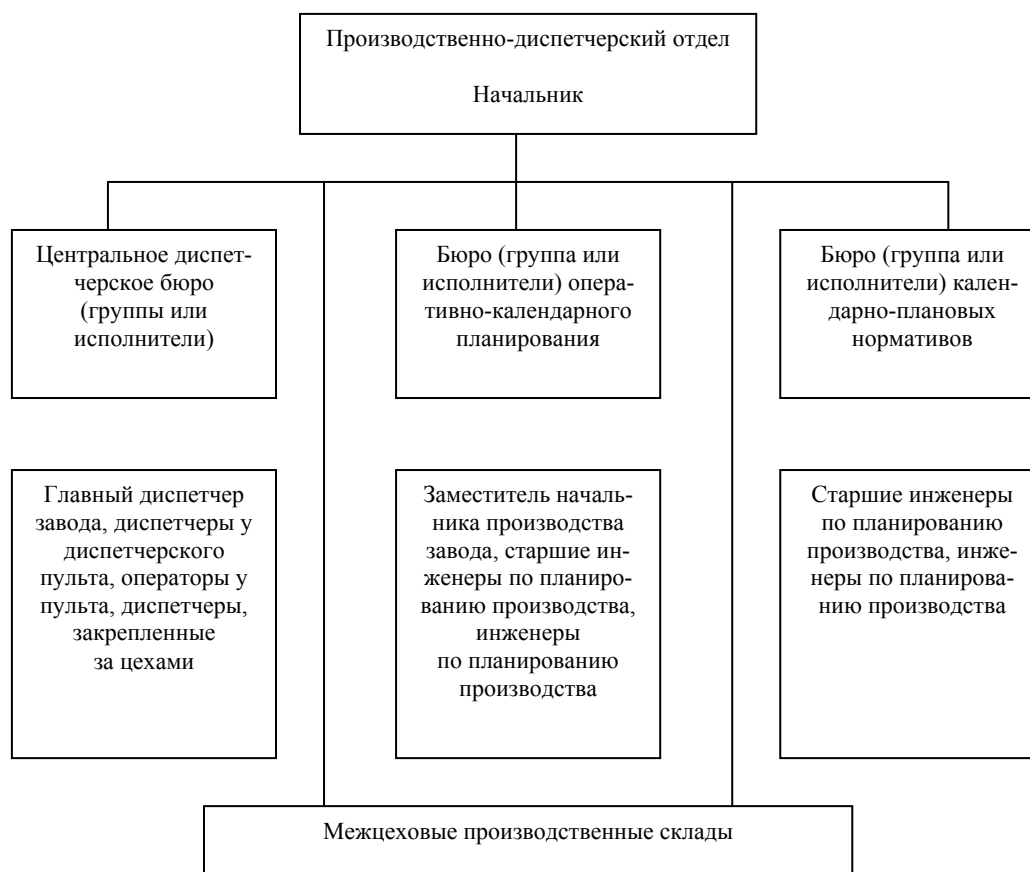 Производственно-диспетчерский отдел
Начальник
Центральное диспет-
черское бюро
(группы или
исполнители)
Бюро (группа или
исполнители) опера-
тивно-календарного
планирования
Бюро (группа или
исполнители) кален-
дарно-плановых
нормативов
Главный диспетчер
завода, диспетчеры у
диспетчерского
пульта, операторы у
пульта, диспетчеры,
закрепленные
за цехами
Заместитель началь-
ника производства
завода, старшие ин-
женеры по планиро-
ванию производства,
инженеры
по планированию
производства
Старшие инженеры
по планированию
производства, инже-
неры по планирова-
нию производства
Межцеховые производственные склады